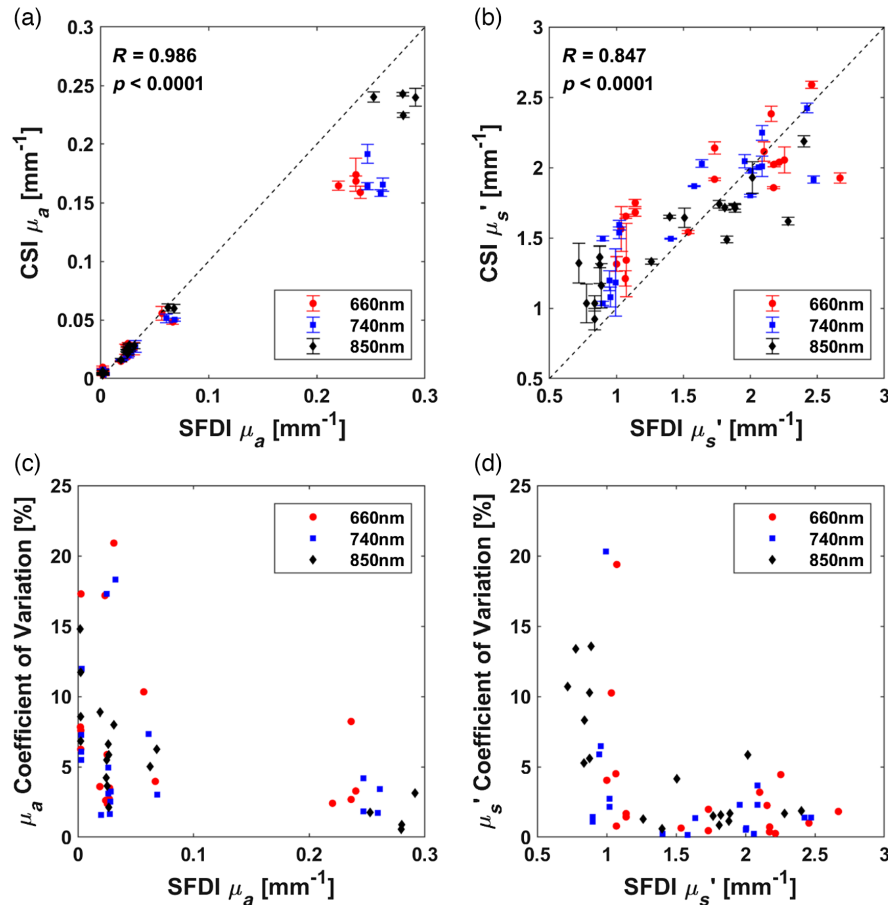 (a)
R = 0.986
p < 0.0001
CSI μa [mm-1]
0.3
0.25
0.2
0.15
0.1
0.05
0
0
0.1
0.2
0.3
SFDI μa [mm-1]
660nm
740nm
850nm
(b)
R = 0.847
p < 0.0001
CSI μs' [mm-1]
3
2.5
2
1.5
1
0.5
0.5
1
1.5
2
2.5
3
SFDI μs' [mm-1]
660nm
740nm
850nm
(c)
μa Coefficient of Variation [%]
25
20
15
10
5
0
0
0.1
0.2
0.3
SFDI μa [mm-1]
660nm
740nm
850nm
(d)
μs' Coefficient of Variation [%]
25
20
15
10
5
0
0.5
1
1.5
2
2.5
3
SFDI μs' [mm-1]
660nm
740nm
850nm